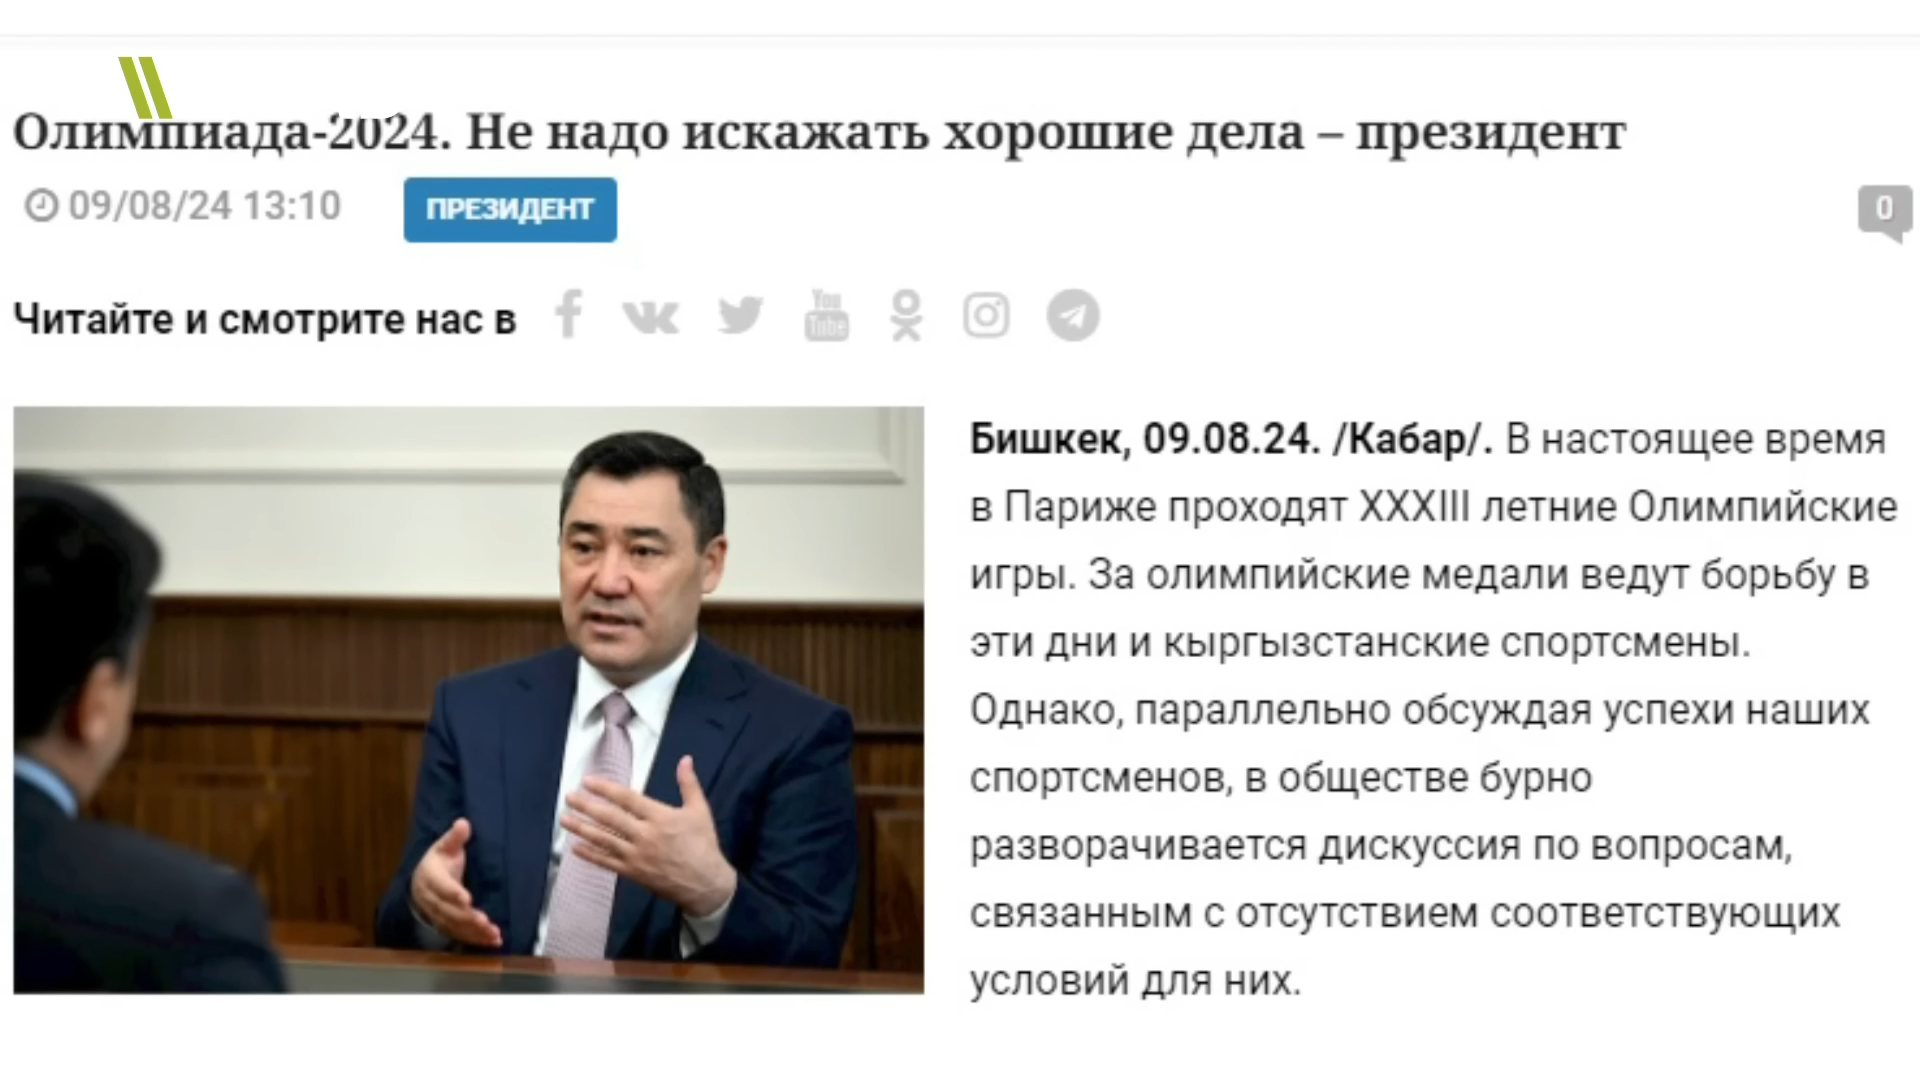 Олимпиада-2024. Не надо искажать хорошие дела – президент
09/08/24 13:10
ПРЕЗИДЕНТ
0
Читайте и смотрите нас в
You
Tube
Бишкек, 09.08.24. /Кабар/. В настоящее время
в Париже проходят XXXIII летние Олимпийские
игры. За олимпийские медали ведут борьбу в
эти дни и кыргызстанские спортсмены.
Однако, параллельно обсуждая успехи наших
спортсменов, в обществе бурно
разворачивается дискуссия по вопросам,
связанным с отсутствием соответствующих
условий для них.